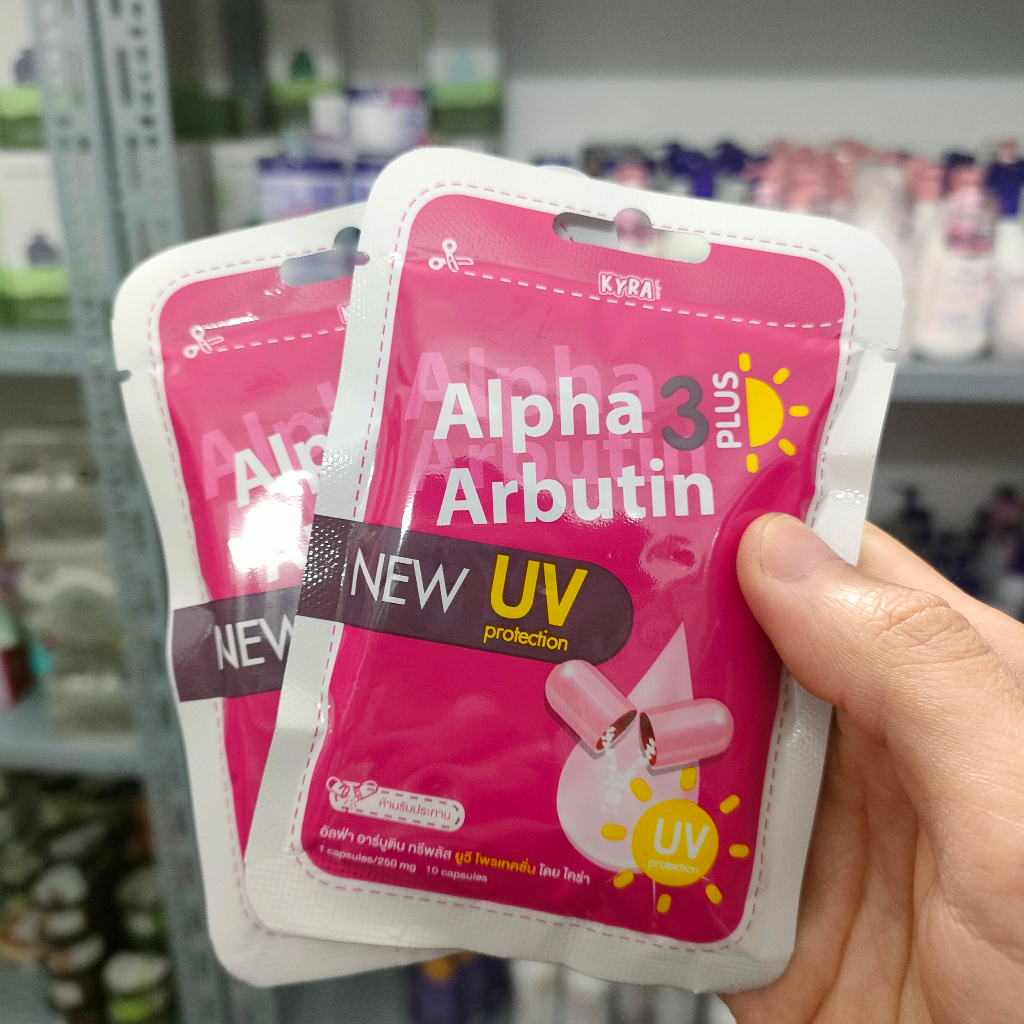 KYRA
Alpha 3 PLUS
Arbutin
NEW UV
protection
ห้ามรับประทาน
อัลฟ่า อาร์บูติน ทรีพลัส ยูวี โพรเทคชั่น โดย ไคร่า
1 capsules/250 mg 10 capsules
UV
protection
NEW